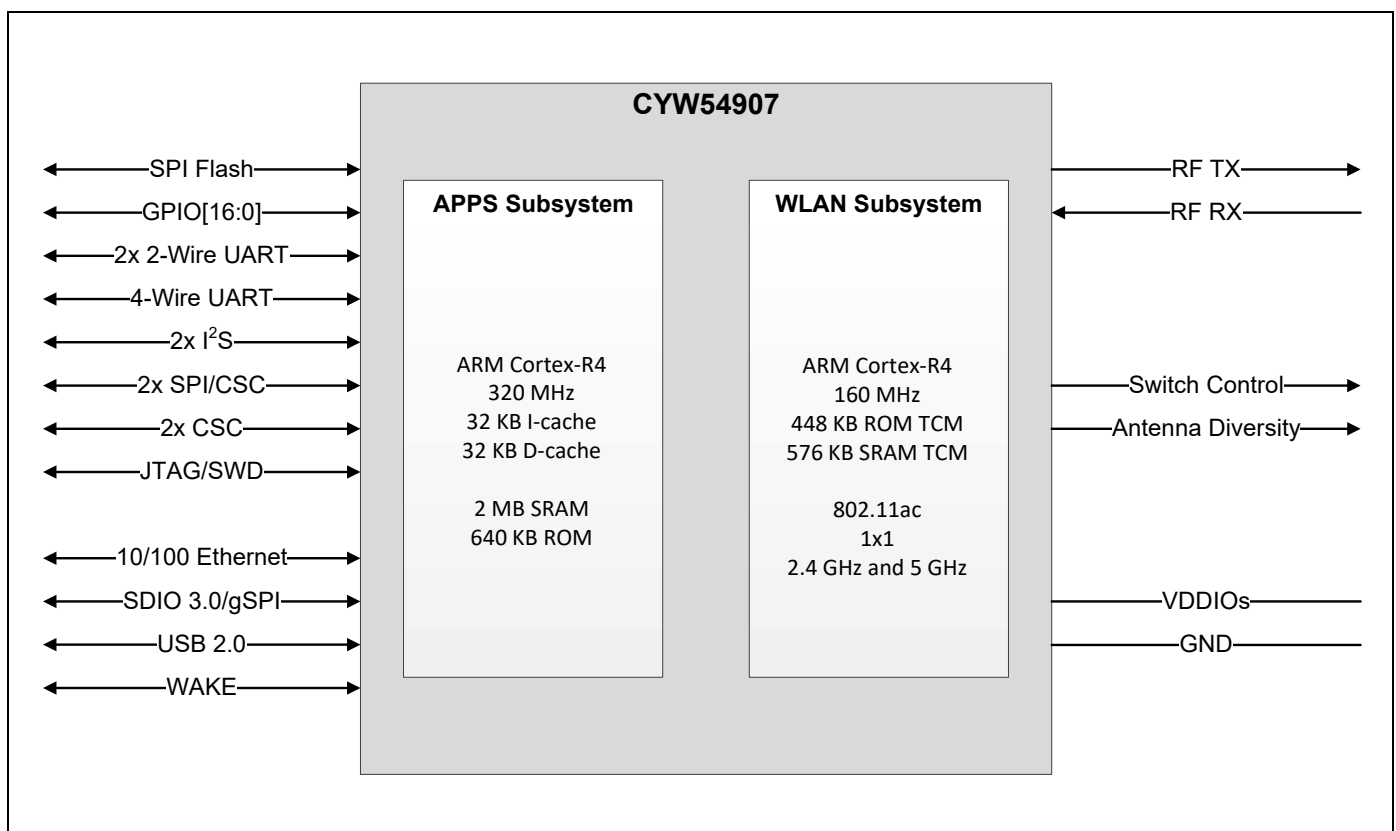 CYW54907
SPI Flash
GPIO[16:0]
2x 2-Wire UART
4-Wire UART
2x I²S
2x SPI/CSC
2x CSC
JTAG/SWD
10/100 Ethernet
SDIO 3.0/gSPI
USB 2.0
WAKE
APPS Subsystem
ARM Cortex-R4
320 MHz
32 KB I-cache
32 KB D-cache
2 MB SRAM
640 KB ROM
WLAN Subsystem
ARM Cortex-R4
160 MHz
448 KB ROM TCM
576 KB SRAM TCM
802.11ac
1x1
2.4 GHz and 5 GHz
RF TX
RF RX
Switch Control
Antenna Diversity
VDDIOs
GND